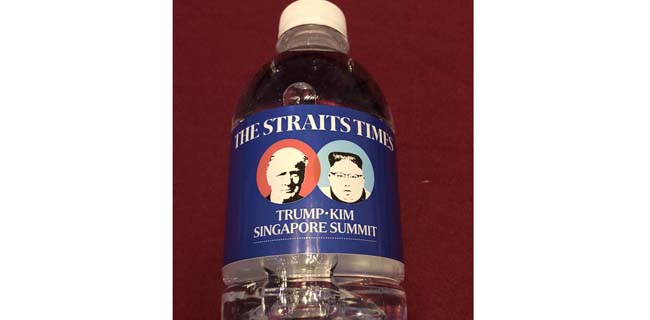 THE STRAITS TIMES
TRUMP•KIM
SINGAPORE SUMMIT